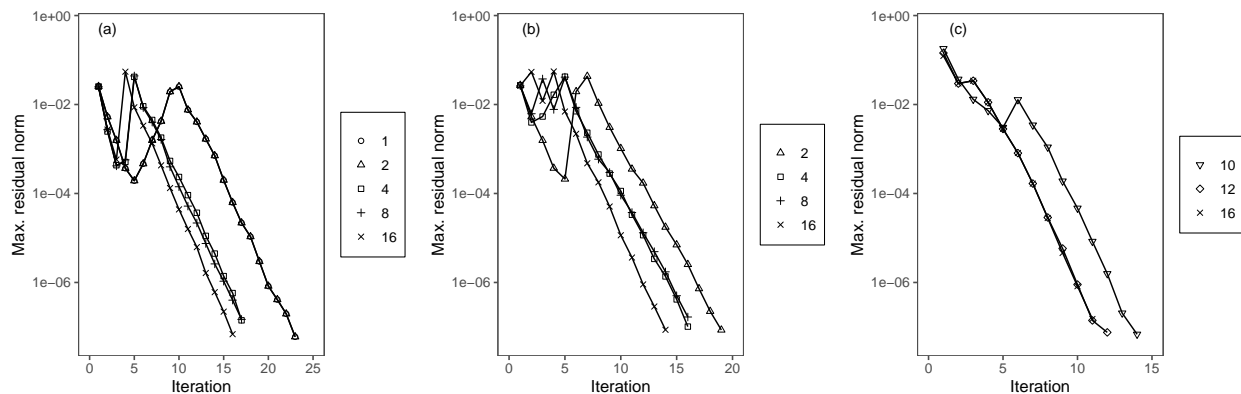 (a)
1e+00
1e−02
1e−04
1e−06
Max. residual norm
0 5 10 15 20 25
Iteration
1
2
4
8
16
(b)
1e+00
1e−02
1e−04
1e−06
Max. residual norm
0 5 10 15 20
Iteration
2
4
8
16
(c)
1e+00
1e−02
1e−04
1e−06
Max. residual norm
0 5 10 15
Iteration
10
12
16